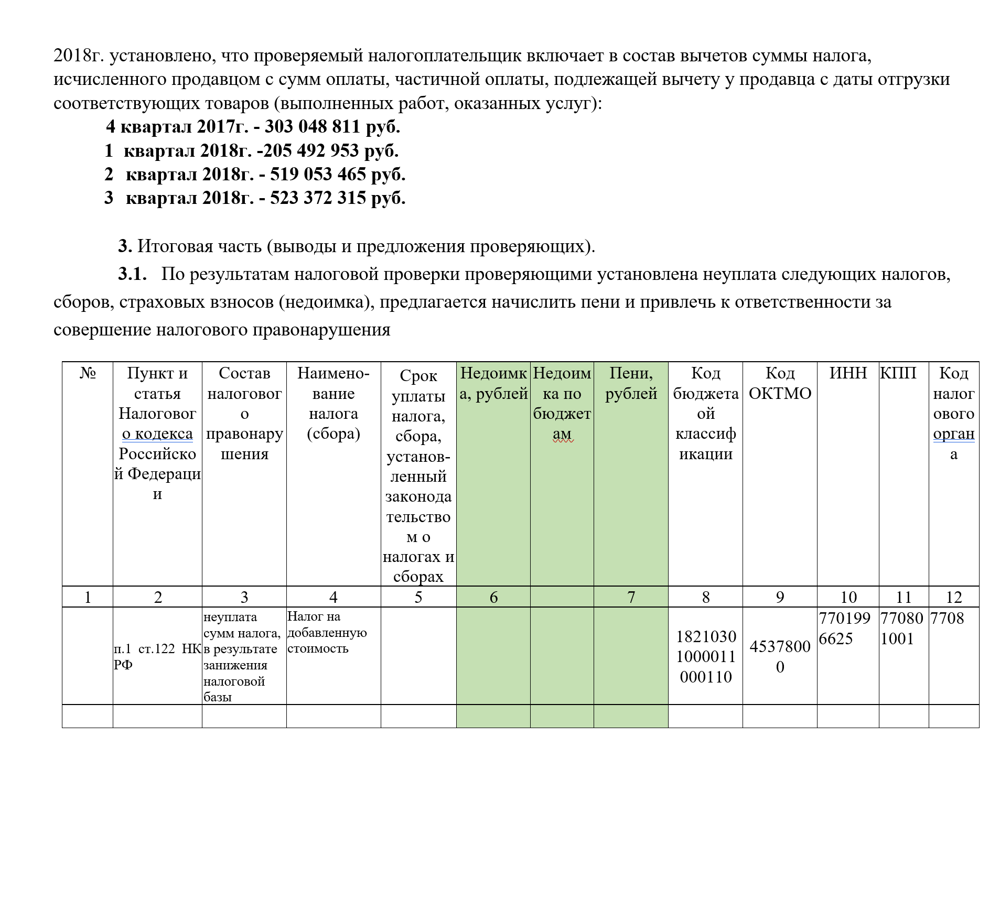 2018г. установлено, что проверяемый налогоплательщик включает в состав вычетов суммы налога,
исчисленного продавцом с сумм оплаты, частичной оплаты, подлежащей вычету у продавца с даты отгрузки
соответствующих товаров (выполненных работ, оказанных услуг):
4 квартал 2017г. - 303 048 811 руб.
1 квартал 2018г. -205 492 953 руб.
2 квартал 2018г. - 519 053 465 руб.
3 квартал 2018г. - 523 372 315 руб.
3. Итоговая часть (выводы и предложения проверяющих).
3.1. По результатам налоговой проверки проверяющими установлена неуплата следующих налогов,
сборов, страховых взносов (недоимка), предлагается начислить пени и привлечь к ответственности за
совершение налогового правонарушения
№
Пункт и
статья
Налоговог
о кодекса
Российско
й Федераци
и
Состав
налоговог
о
правонару
шения
Наимено-
вание
налога
(сбора)
Срок
уплаты
налога,
сбора,
установ-
ленный
законода
тельство
м о
налогах и
сборах
Недоимк
а, рублей
Недоим
ка по
бюджет
ам
Пени,
рублей
Код
бюджета
ой
классиф
икации
Код
ОКТМО
ИНН
КПП
Код
налог
ового
орган
а
1 2 3 4 5 6 7 8 9 10 11 12
п.1 ст.122 НК
РФ
неуплата
сумм налога,
в результате
занижения
налоговой
базы
Налог на
добавленную
стоимость
1821030
1000011
000110
4537800
0
770199
6625
77080
1001
7708